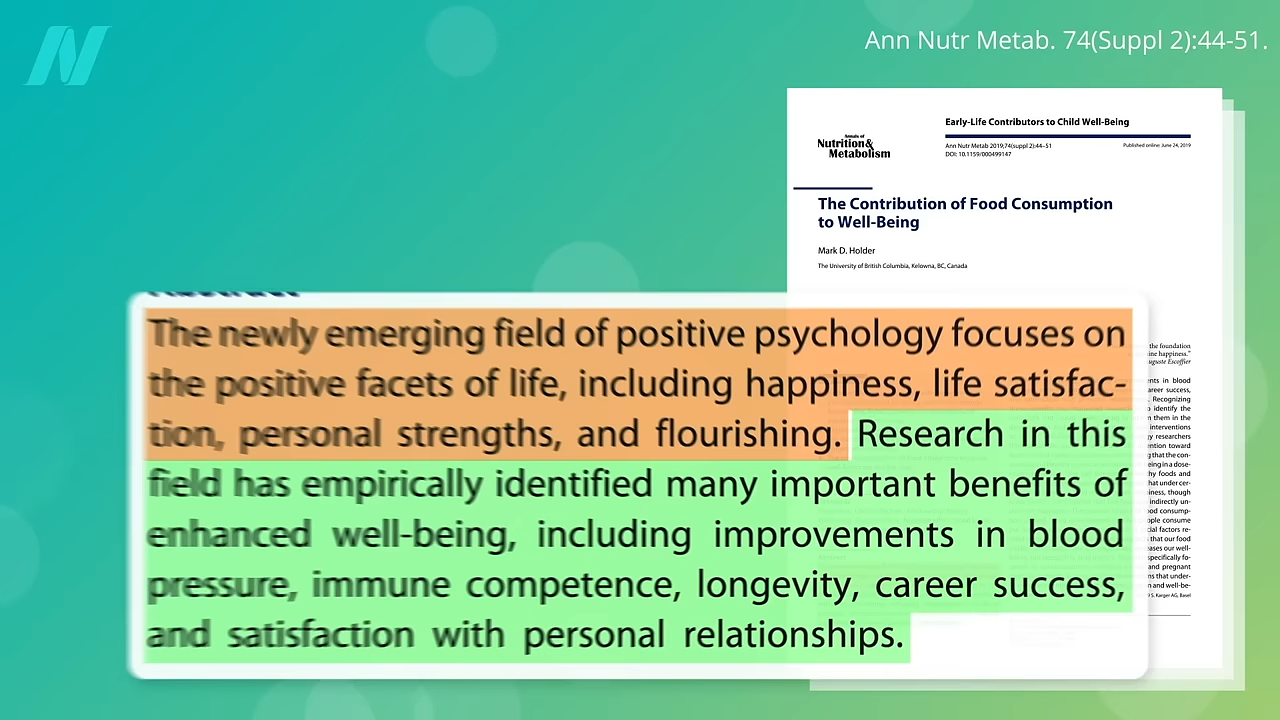 Ann Nutr Metab. 74(Suppl 2):44-51.
Annals of
Nutrition&
Metabolism
Early-Life Contributors to Child Well-Being
Ann Nutr Metab 2019;74(suppl 2):44–51
DOI: 10.1159/000499147
Published online: June 24, 2019
The Contribution of Food Consumption
to Well-Being
Mark D. Holder
The University of British Columbia, Kelowna, BC, Canada
Abstract
The newly emerging field of positive psychology focuses on
the positive facets of life, including happiness, life satisfac-
tion, personal strengths, and flourishing. Research in this
field has empirically identified many important benefits of
enhanced well-being, including improvements in blood
pressure, immune competence, longevity, career success,
and satisfaction with personal relationships.